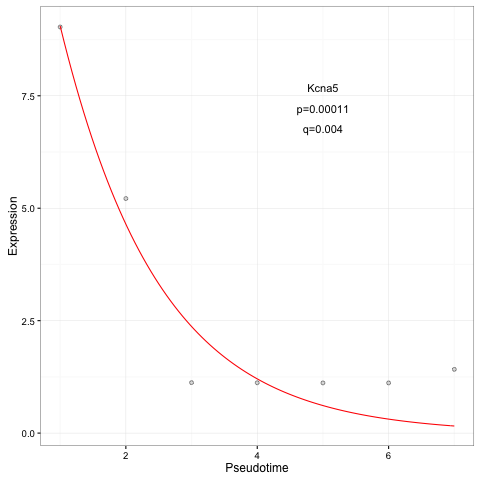 Kcna5
p=0.00011
q=0.004
7.5
5.0
2.5
0.0
Expression
2 4 6
Pseudotime